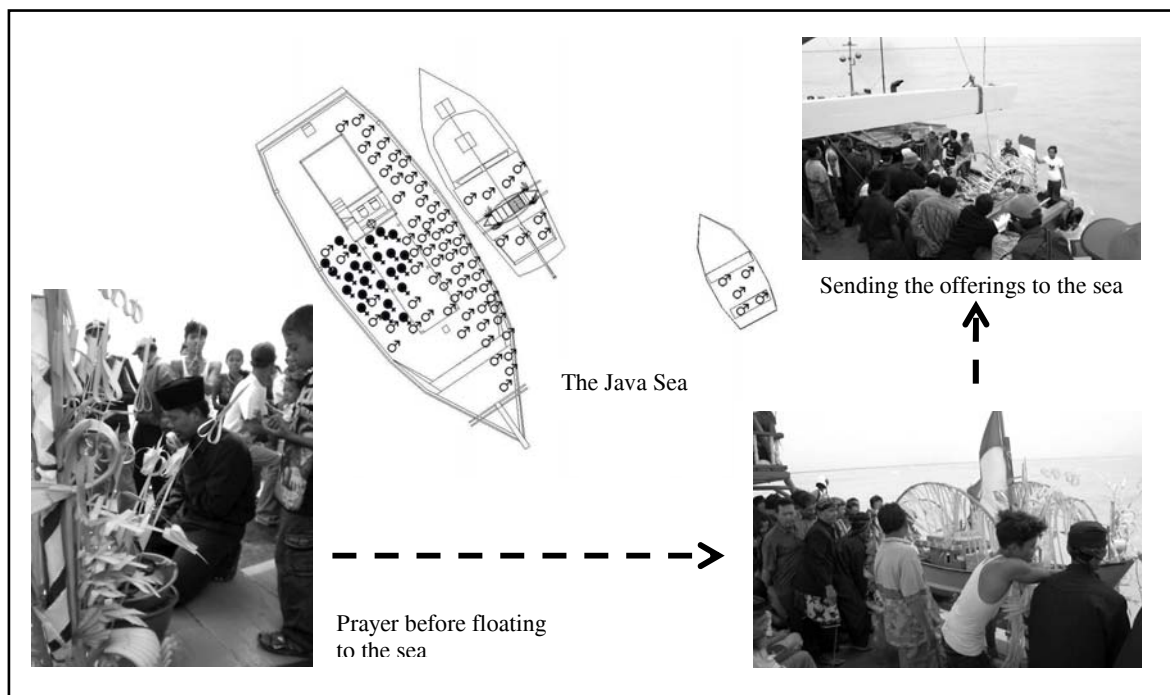 Sending the offerings to the sea
The Java Sea
Prayer before floating
to the sea